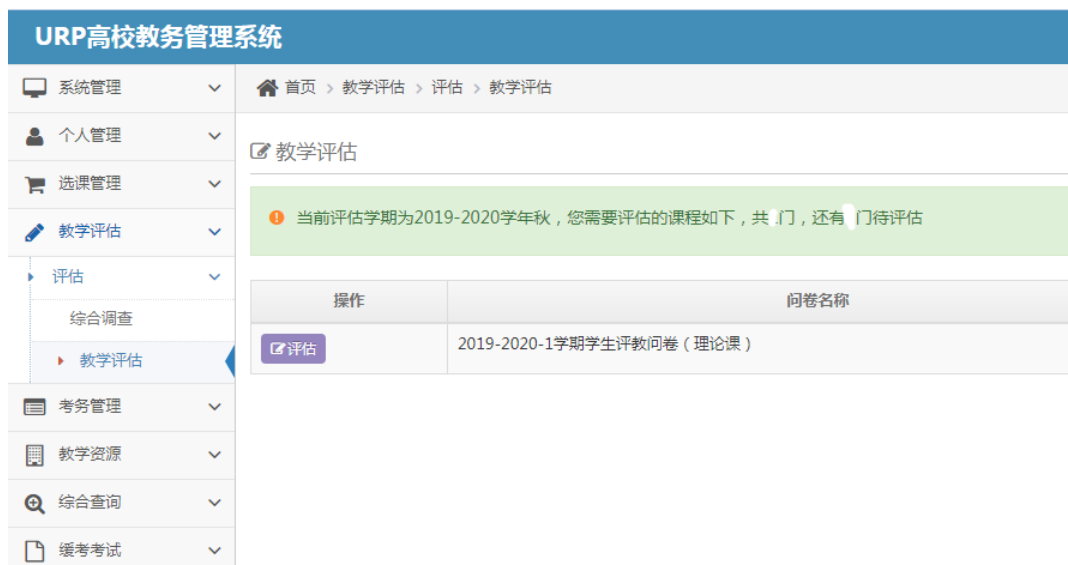 URP高校教务管理系统
系统管理
个人管理
选课管理
教学评估
评估
综合调查
教学评估
考务管理
教学资源
综合查询
缓考考试
首页 > 教学评估 > 评估 > 教学评估
教学评估
当前评估学期为2019-2020学年秋，您需要评估的课程如下，共 门，还有 门待评估
操作 问卷名称
评估 2019-2020-1学期学生评教问卷（理论课）